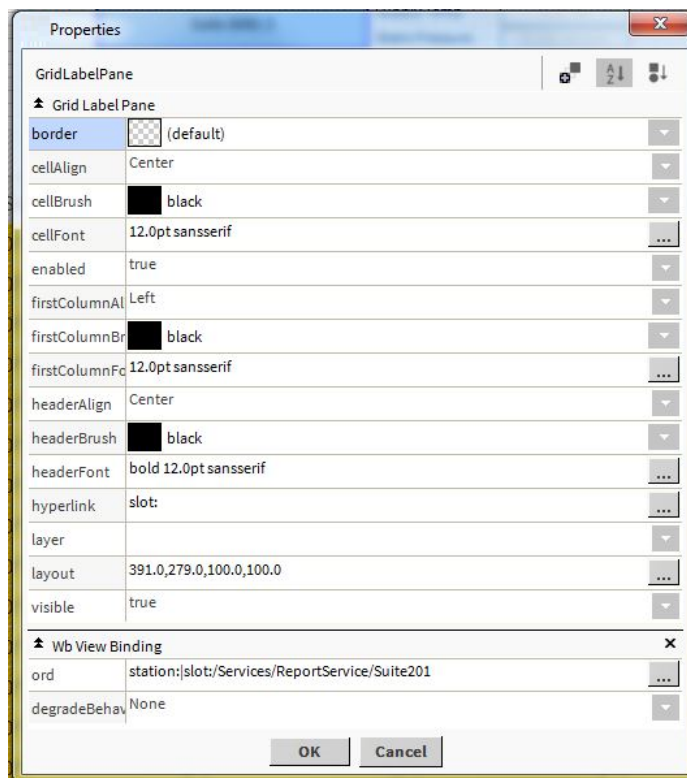 Properties
GridLabelPane
Grid Label Pane
border (default)
cellAlign Center
cellBrush black
cellFont 12.0pt sansserif ...
enabled true
firstColumnAl Left
firstColumnBr black
firstColumnFo 12.0pt sansserif ...
headerAlign Center
headerBrush black
headerFont bold 12.0pt sansserif ...
hyperlink slot: ...
layer
layout 391.0,279.0,100.0,100.0 ...
visible true
Wb View Binding
ord station:|slot:/Services/ReportService/Suite201 ...
degradeBehav None
OK Cancel